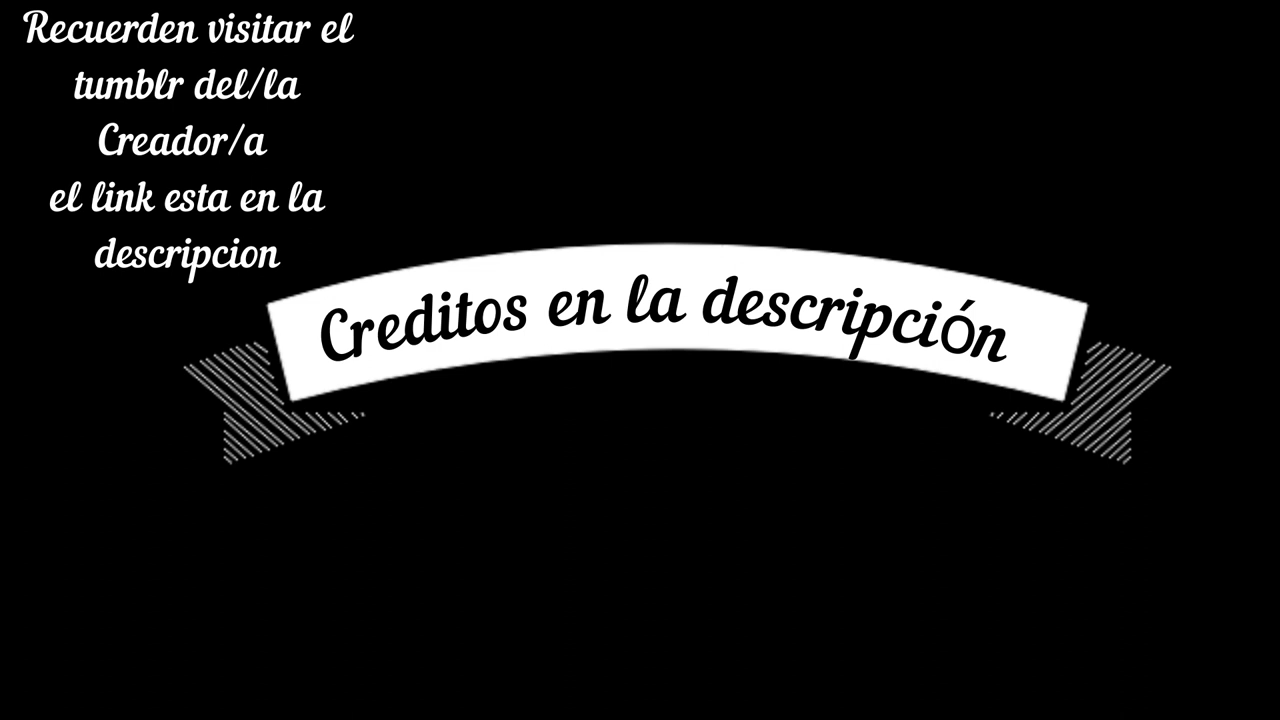 Recuerden visitar el
tumblr del/la
Creador/a
el link esta en la
descripcion
Creditos en la descripción